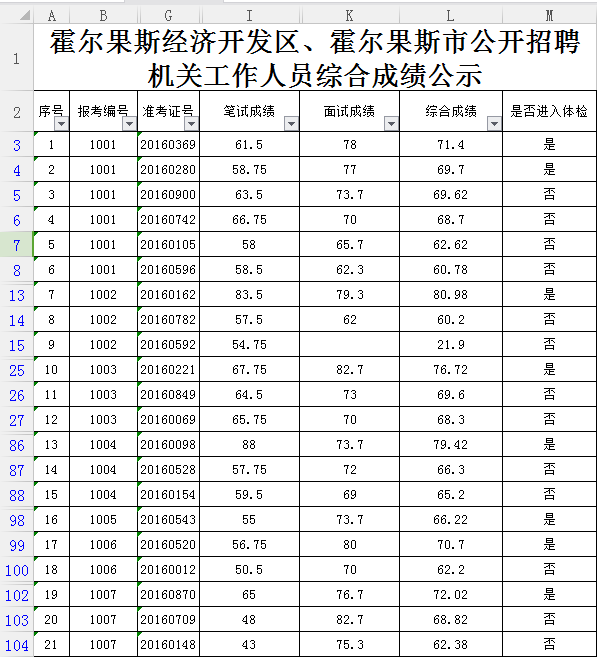 A B G I K L M
1 霍尔果斯经济开发区、霍尔果斯市公开招聘
机关工作人员综合成绩公示
2 序号 报考编号 准考证号 笔试成绩 面试成绩 综合成绩 是否进入体检
3 1 1001 20160369 61.5 78 71.4 是
4 2 1001 20160280 58.75 77 69.7 是
5 3 1001 20160900 63.5 73.7 69.62 否
6 4 1001 20160742 66.75 70 68.7 否
7 5 1001 20160105 58 65.7 62.62 否
8 6 1001 20160596 58.5 62.3 60.78 否
13 7 1002 20160162 83.5 79.3 80.98 是
14 8 1002 20160782 57.5 62 60.2 否
15 9 1002 20160592 54.75 21.9 否
25 10 1003 20160221 67.75 82.7 76.72 是
26 11 1003 20160849 64.5 73 69.6 否
27 12 1003 20160069 65.75 70 68.3 否
86 13 1004 20160098 88 73.7 79.42 是
87 14 1004 20160528 57.75 72 66.3 否
88 15 1004 20160154 59.5 69 65.2 否
98 16 1005 20160543 55 73.7 66.22 是
99 17 1006 20160520 56.75 80 70.7 是
100 18 1006 20160012 50.5 70 62.2 否
102 19 1007 20160870 65 76.7 72.02 是
103 20 1007 20160709 48 82.7 68.82 否
104 21 1007 20160148 43 75.3 62.38 否